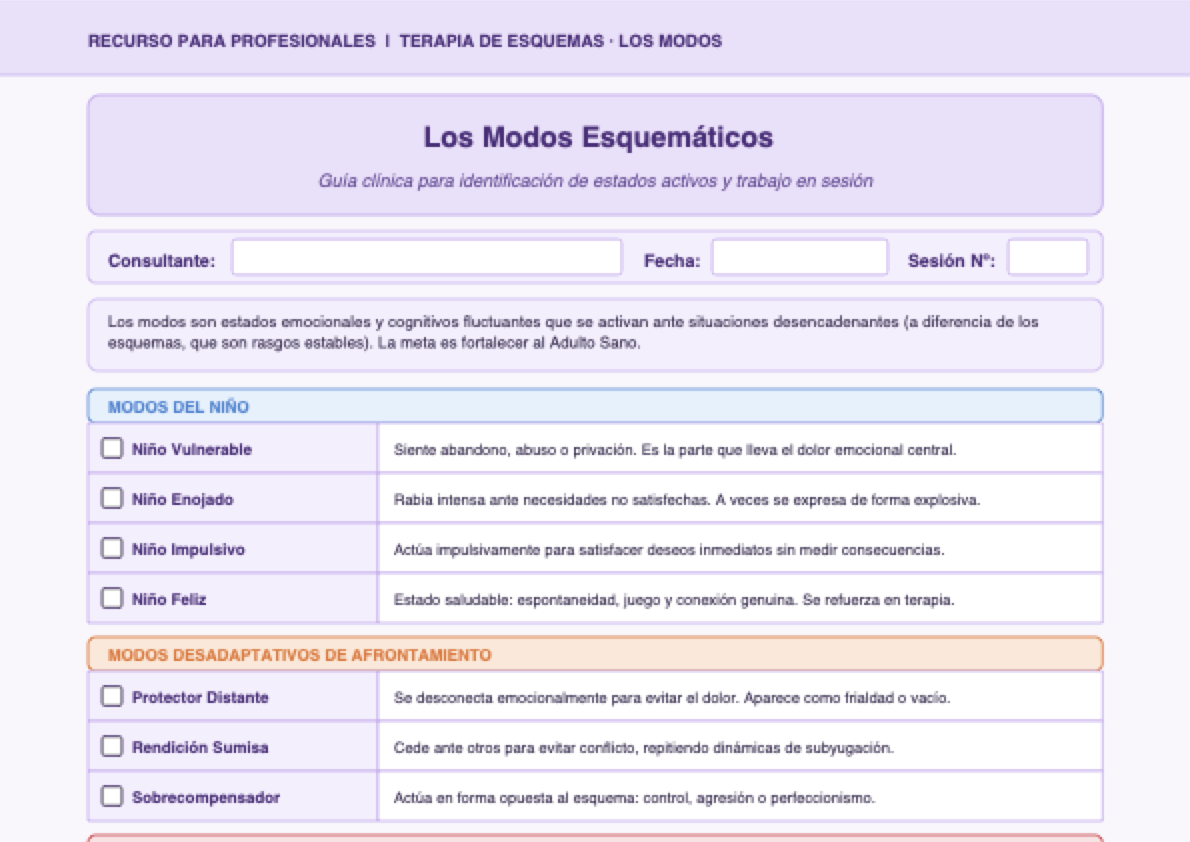 RECURSO PARA PROFESIONALES | TERAPIA DE ESQUEMAS · LOS MODOS
Los Modos Esquemáticos
Guía clínica para identificación de estados activos y trabajo en sesión
Consultante: Fecha: Sesión N°:
Los modos son estados emocionales y cognitivos fluctuantes que se activan ante situaciones desencadenantes (a diferencia de los
esquemas, que son rasgos estables). La meta es fortalecer al Adulto Sano.
MODOS DEL NIÑO
Niño Vulnerable Siente abandono, abuso o privación. Es la parte que lleva el dolor emocional central.
Niño Enojado Rabia intensa ante necesidades no satisfechas. A veces se expresa de forma explosiva.
Niño Impulsivo Actúa impulsivamente para satisfacer deseos inmediatos sin medir consecuencias.
Niño Feliz Estado saludable: espontaneidad, juego y conexión genuina. Se refuerza en terapia.
MODOS DESADAPTATIVOS DE AFRONTAMIENTO
Protector Distante Se desconecta emocionalmente para evitar el dolor. Aparece como frialdad o vacío.
Rendición Sumisa Cede ante otros para evitar conflicto, repitiendo dinámicas de subyugación.
Sobrecompensador Actúa en forma opuesta al esquema: control, agresión o perfeccionismo.